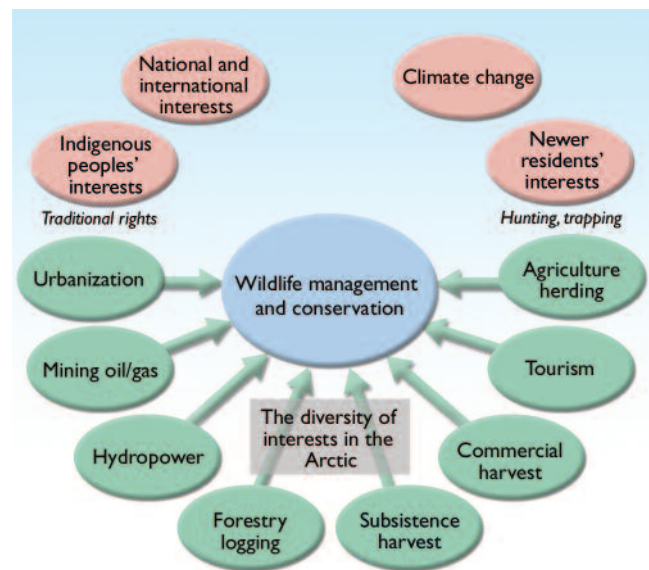 National and
international
interests
Climate change
Indigenous
peoples'
interests
Newer
residents'
interests
Traditional rights
Hunting, trapping
Urbanization
Wildlife management
and conservation
Agriculture
herding
Mining oil/gas
Tourism
The diversity of
interests in the
Arctic
Hydropower
Commercial
harvest
Forestry
logging
Subsistence
harvest